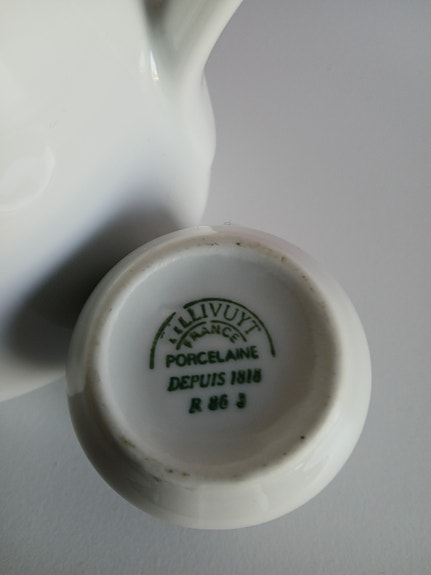 PILLIVUYT
FRANCE
PORCELAINE
DEPUIS 1818
R 86 3